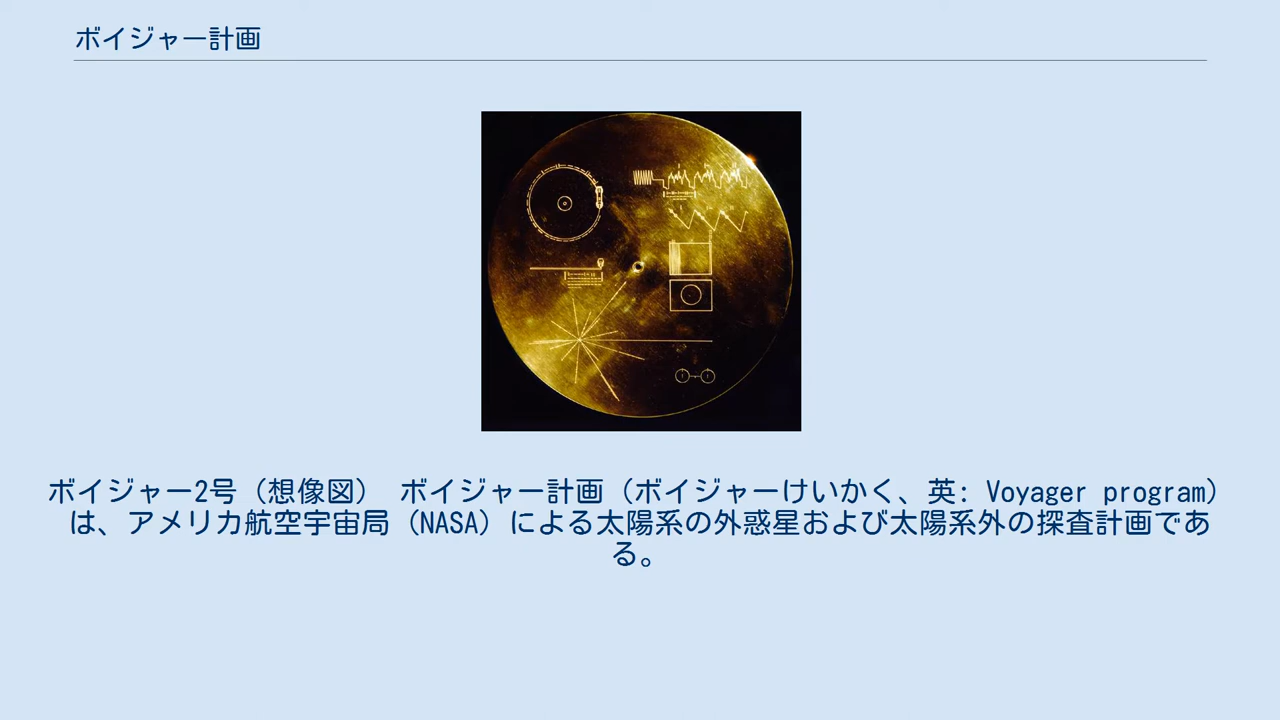 ボイジャー計画
ボイジャー2号（想像図） ボイジャー計画（ボイジャーけいかく、英: Voyager program）
は、アメリカ航空宇宙局（NASA）による太陽系の外惑星および太陽系外の探査計画であ
る。